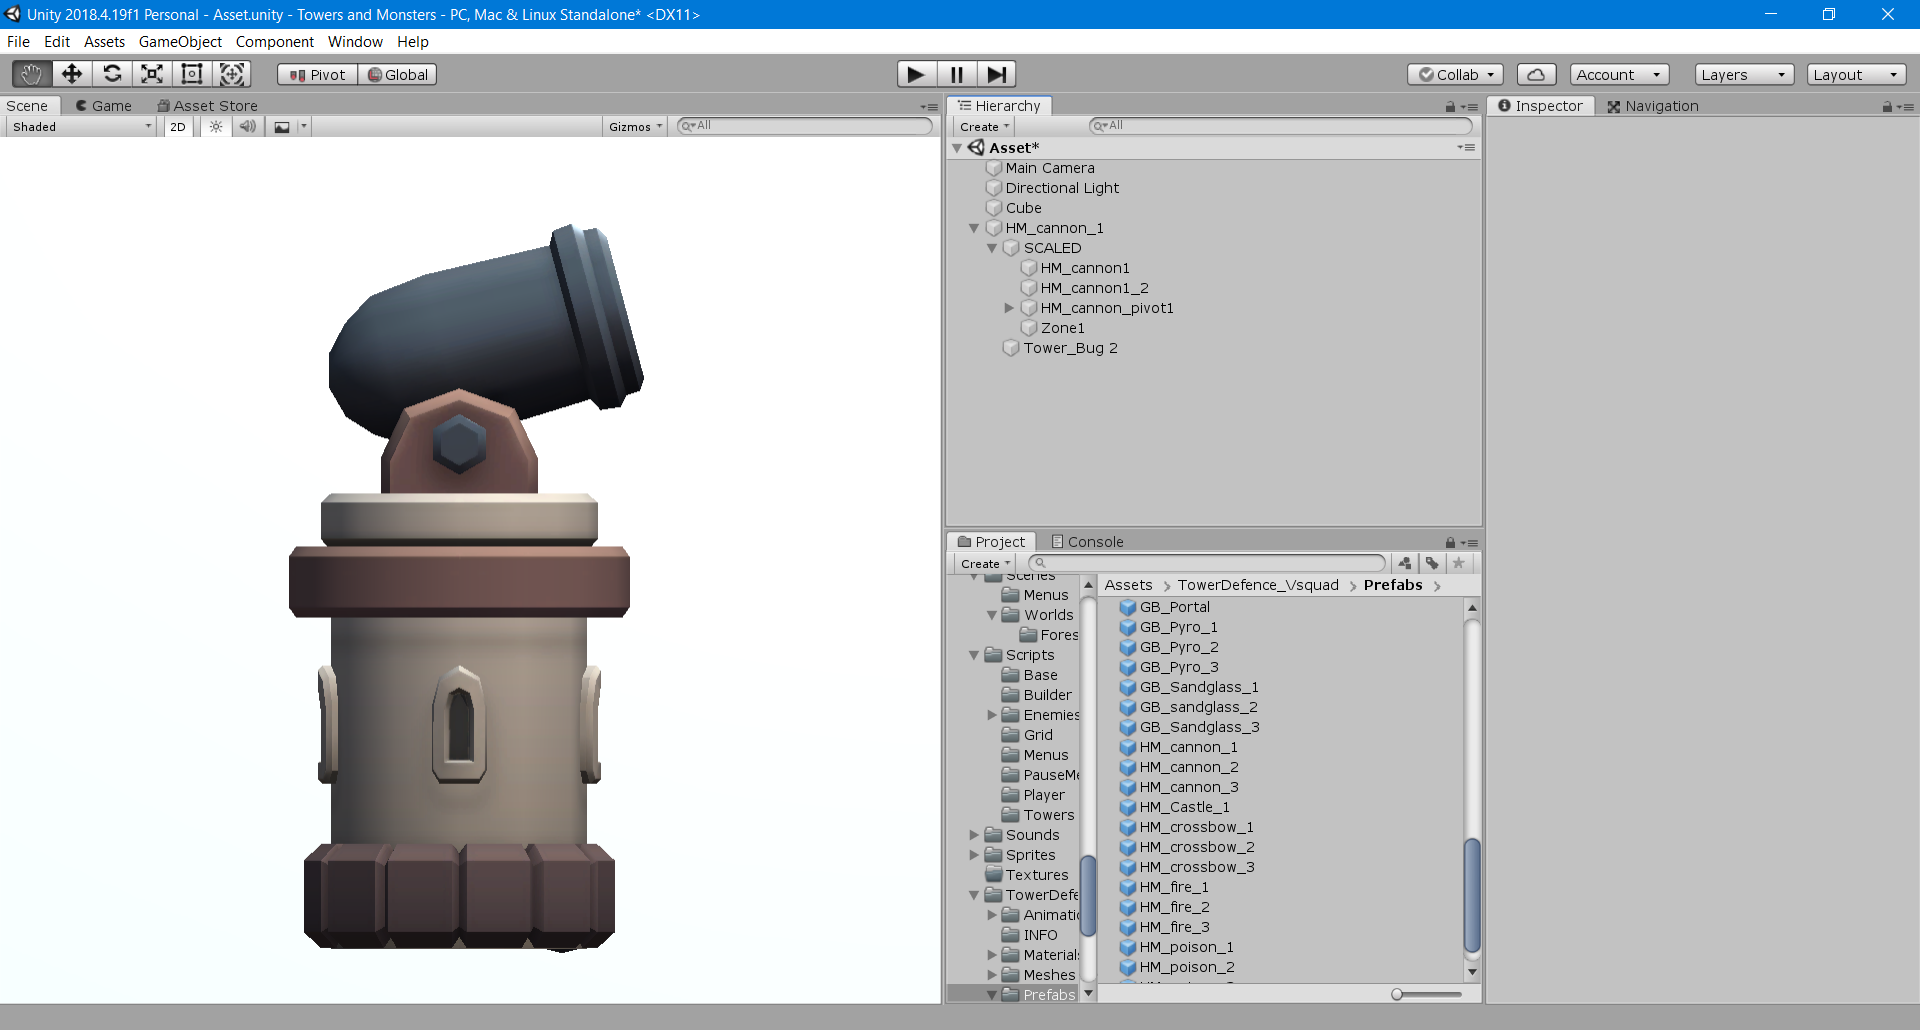 Unity 2018.4.19f1 Personal - Asset.unity - Towers and Monsters - PC, Mac & Linux Standalone* <DX11>
File Edit Assets GameObject Component Window Help
Pivot Global Collab Account Layers Layout
Scene Game Asset Store
Shaded 2D Gizmos All
Hierarchy
Create All
Asset*
Main Camera
Directional Light
Cube
HM_cannon_1
SCALED
HM_cannon1
HM_cannon1_2
HM_cannon_pivot1
Zone1
Tower_Bug 2
Inspector Navigation
Project Console
Create
Scenes
Menus
Worlds
Fores
Scripts
Base
Builder
Enemies
Grid
Menus
PauseMe
Player
Towers
Sounds
Sprites
Textures
TowerDefe
Animatic
INFO
Materials
Meshes
Prefabs
Assets TowerDefence_Vsquad Prefabs
GB_Portal
GB_Pyro_1
GB_Pyro_2
GB_Pyro_3
GB_Sandglass_1
GB_sandglass_2
GB_Sandglass_3
HM_cannon_1
HM_cannon_2
HM_cannon_3
HM_Castle_1
HM_crossbow_1
HM_crossbow_2
HM_crossbow_3
HM_fire_1
HM_fire_2
HM_fire_3
HM_poison_1
HM_poison_2